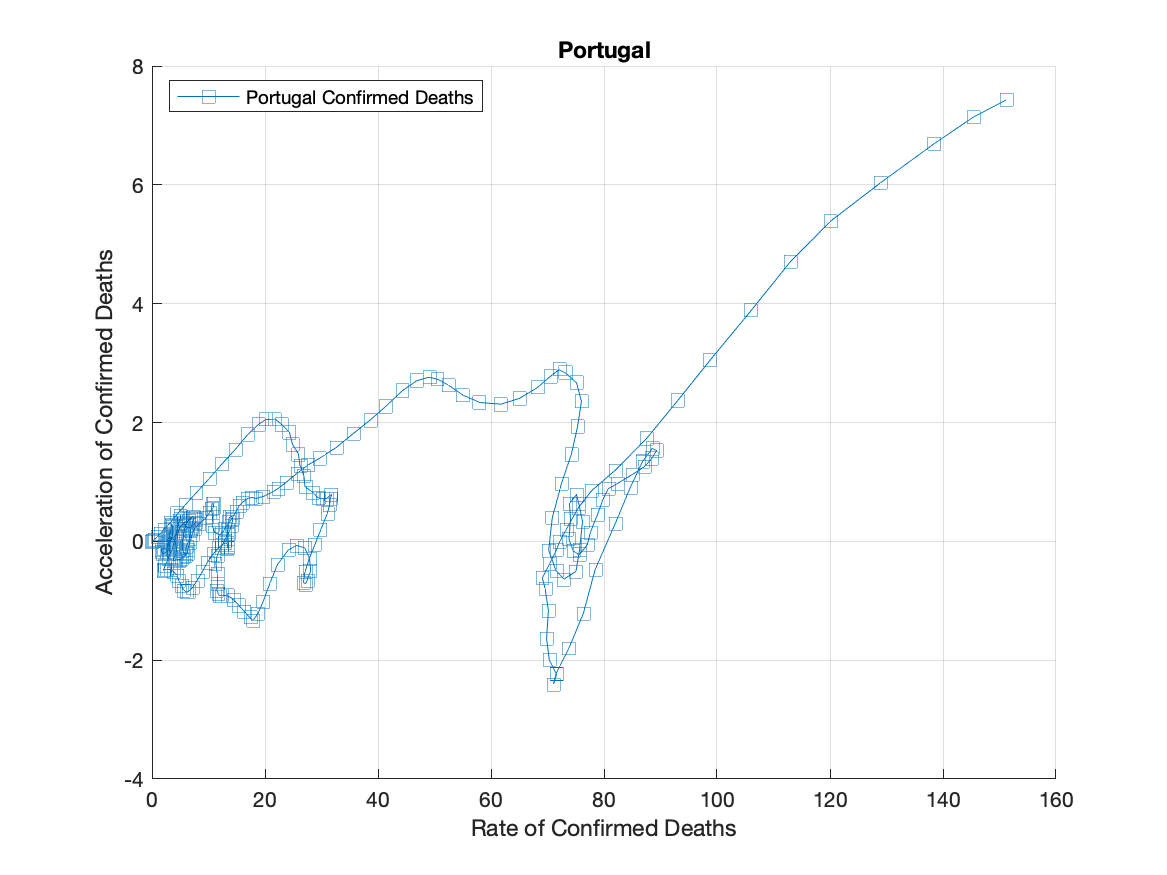 Portugal
Portugal Confirmed Deaths
8
6
4
2
0
-2
-4
Acceleration of Confirmed Deaths
0 20 40 60 80 100 120 140 160
Rate of Confirmed Deaths